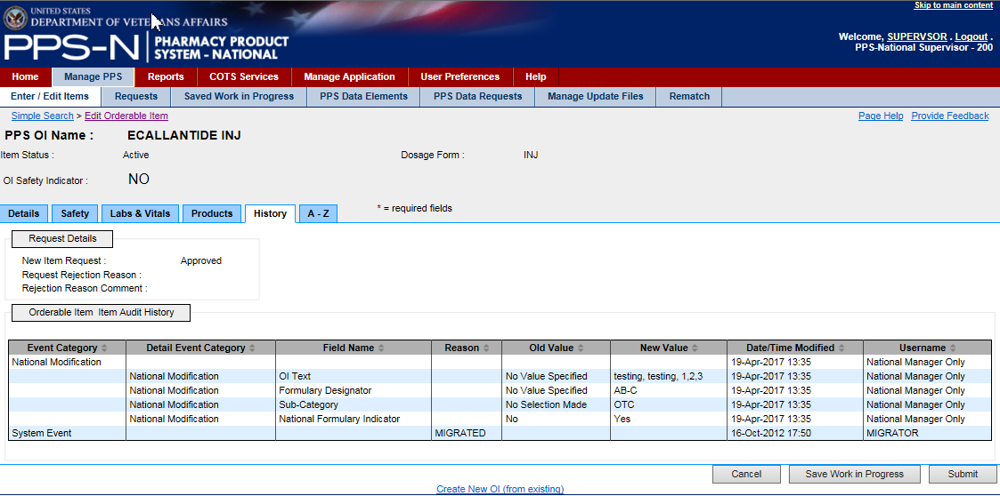 Skip to main content
UNITED STATES
DEPARTMENT OF VETERANS AFFAIRS
PPS-N PHARMACY PRODUCT SYSTEM - NATIONAL
Welcome, SUPERVSOR . Logout .
PPS-National Supervisor - 200
Home Manage PPS Reports COTS Services Manage Application User Preferences Help
Enter / Edit Items Requests Saved Work in Progress PPS Data Elements PPS Data Requests Manage Update Files Rematch
Simple Search > Edit Orderable Item Page Help Provide Feedback
PPS OI Name : ECALLANTIDE INJ
Item Status : Active Dosage Form : INJ
OI Safety Indicator : NO
Details Safety Labs & Vitals Products History A - Z * = required fields
Request Details
New Item Request : Approved
Request Rejection Reason :
Rejection Reason Comment :
Orderable Item Item Audit History
Event Category Detail Event Category Field Name Reason Old Value New Value Date/Time Modified Username
National Modification 19-Apr-2017 13:35 National Manager Only
National Modification OI Text No Value Specified testing, testing, 1,2,3 19-Apr-2017 13:35 National Manager Only
National Modification Formulary Designator No Value Specified AB-C 19-Apr-2017 13:35 National Manager Only
National Modification Sub-Category No Selection Made OTC 19-Apr-2017 13:35 National Manager Only
National Modification National Formulary Indicator No Yes 19-Apr-2017 13:35 National Manager Only
System Event MIGRATED 16-Oct-2012 17:50 MIGRATOR
Cancel Save Work in Progress Submit
Create New OI (from existing)